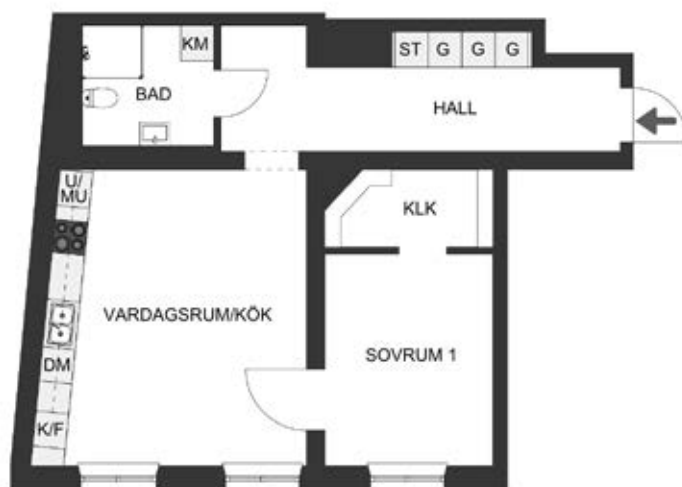 KM
ST G G G
BAD
HALL
U/
MU
KLK
VARDAGSRUM/KÖK
SOVRUM 1
DM
K/F